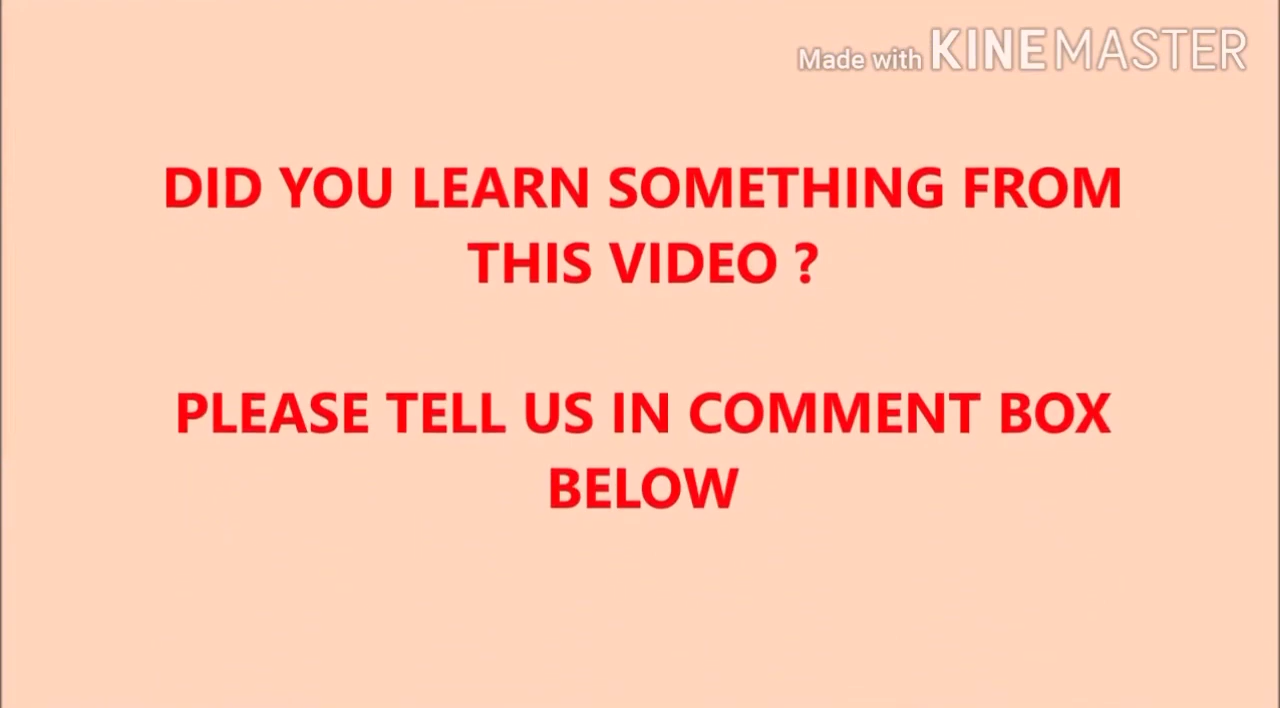 Made with KINEMASTER
DID YOU LEARN SOMETHING FROM
THIS VIDEO ?
PLEASE TELL US IN COMMENT BOX
BELOW